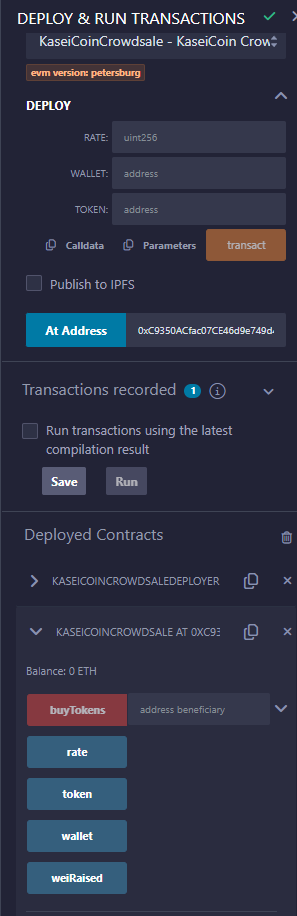 DEPLOY & RUN TRANSACTIONS
KaseiCoinCrowdsale - KaseiCoin Crow
evm version: petersburg
DEPLOY
RATE: uint256
WALLET: address
TOKEN: address
Calldata Parameters transact
Publish to IPFS
At Address 0xC9350ACfac07CE46d9e749d4
Transactions recorded 1 i
Run transactions using the latest
compilation result
Save Run
Deployed Contracts
KASEICOINCROWDSALEDEPLOYER
KASEICOINCROWDSALE AT 0XC93
Balance: 0 ETH
buyTokens address beneficiary
rate
token
wallet
weiRaised